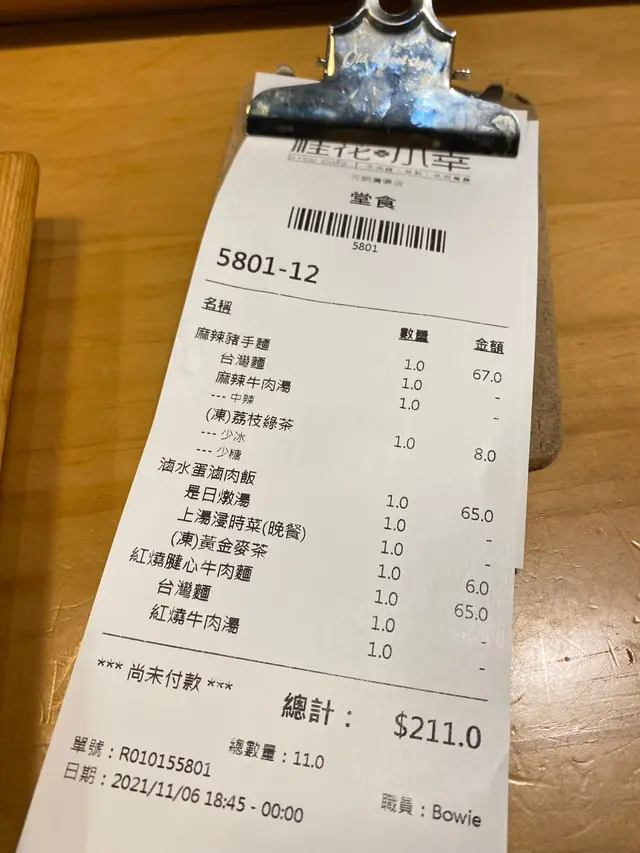 桂花小幸
堂食
5801
5801-12
名稱 數量 金額
麻辣豬手麵 1.0 67.0
台灣麵 1.0 -
麻辣牛肉湯 1.0 -
--- 中辣
(凍)荔枝綠茶 1.0 8.0
--- 少冰
--- 少糖
滷水蛋滷肉飯 1.0 65.0
是日燉湯 1.0 -
上湯浸時菜(晚餐) 1.0 -
(凍)黃金麥茶 1.0 6.0
紅燒腱心牛肉麵 1.0 65.0
台灣麵 1.0 -
紅燒牛肉湯 1.0 -
*** 尚未付款 ***
總計： $211.0
總數量：11.0
單號：R010155801
日期：2021/11/06 18:45 - 00:00
職員：Bowie